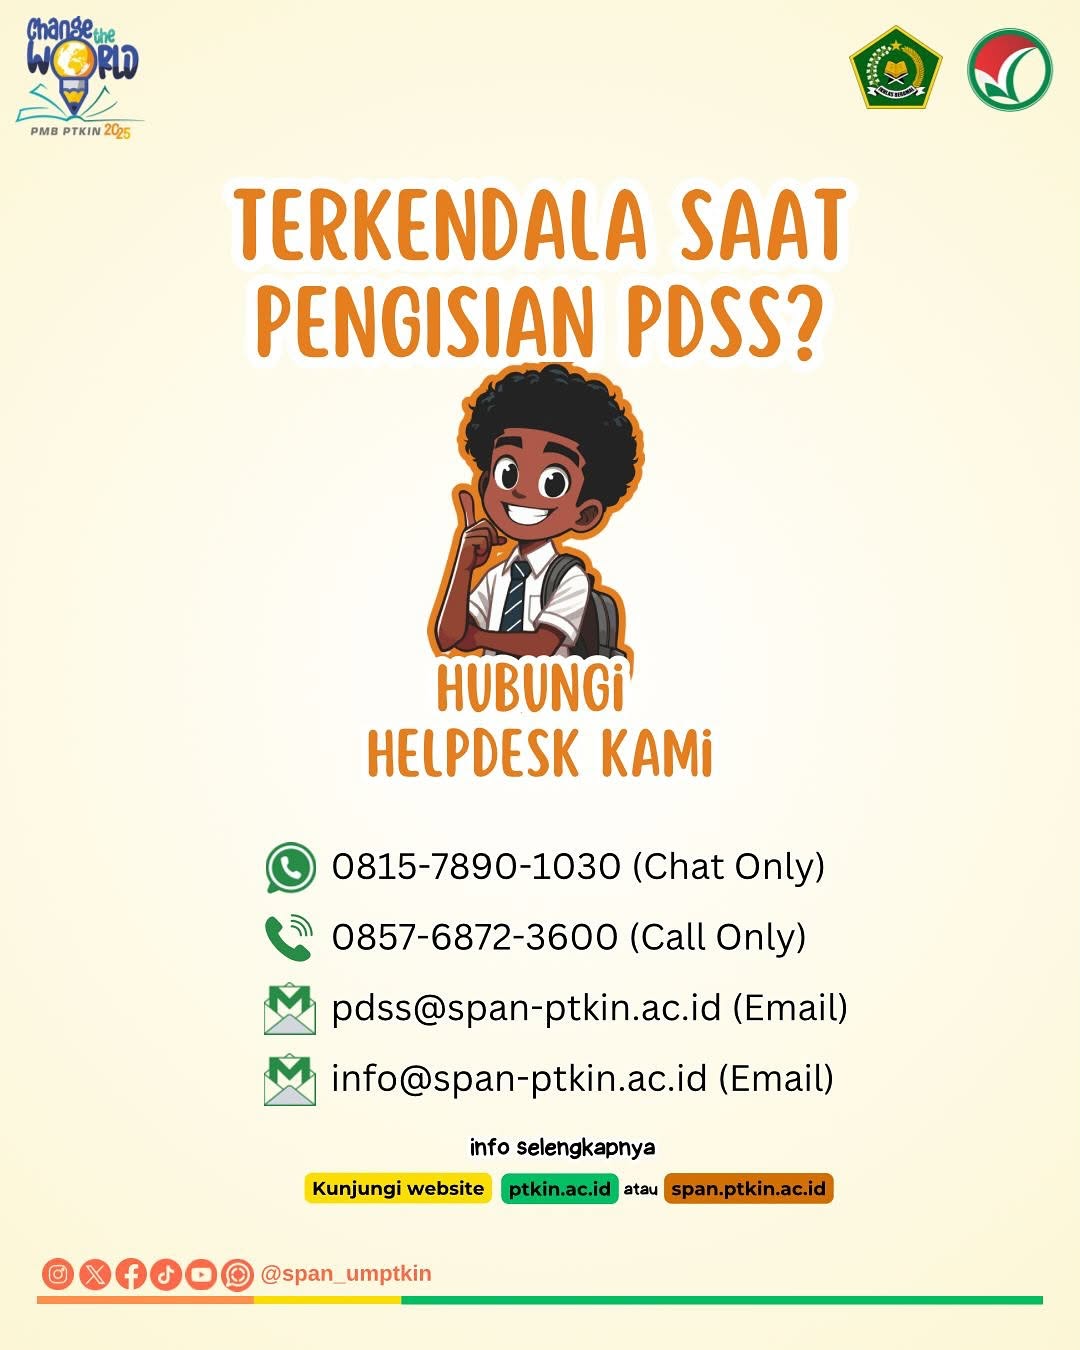 Change the
WORLD
PMB PTKIN 2025
IKHLAS BERAMAL
TERKENDALA SAAT
PENGISIAN PDSS?
HUBUNGi
HELPDESK KAMi
0815-7890-1030 (Chat Only)
0857-6872-3600 (Call Only)
pdss@span-ptkin.ac.id (Email)
info@span-ptkin.ac.id (Email)
info selengkapnya
Kunjungi website ptkin.ac.id atau span.ptkin.ac.id
@span_umptkin